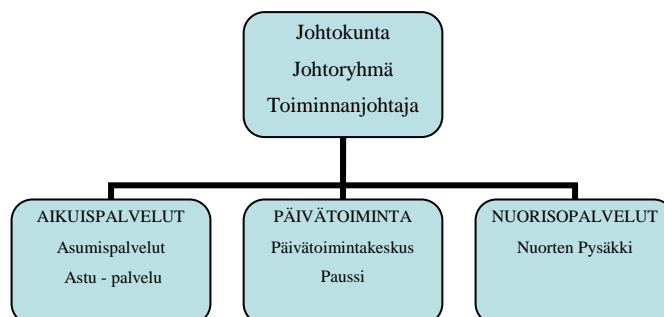 Johtokunta
Johtoryhmä
Toiminnanjohtaja
AIKUISPALVELUT
Asumispalvelut
Astu - palvelu
PÄIVÄTOIMINTA
Päivätoimintakeskus
Paussi
NUORISOPALVELUT
Nuorten Pysäkki